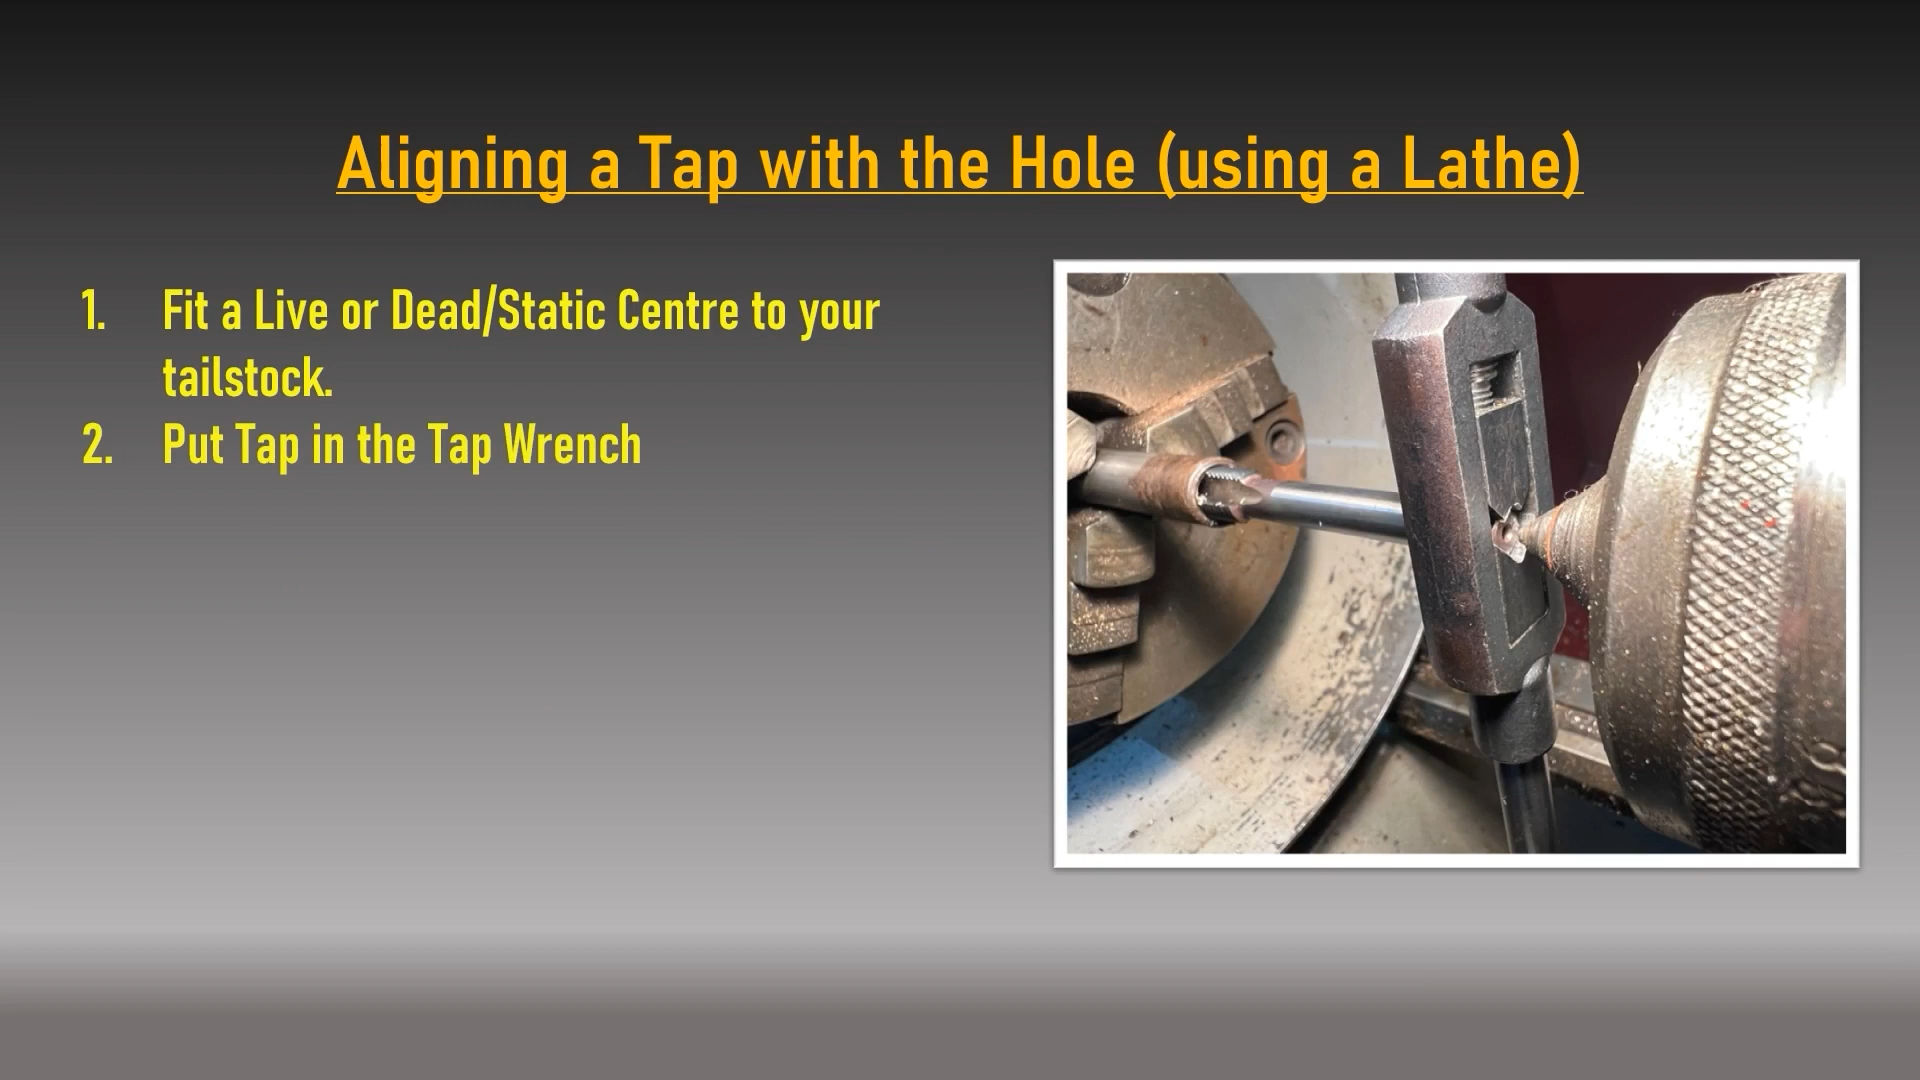 Aligning a Tap with the Hole (using a Lathe)
1. Fit a Live or Dead/Static Centre to your
tailstock.
2. Put Tap in the Tap Wrench